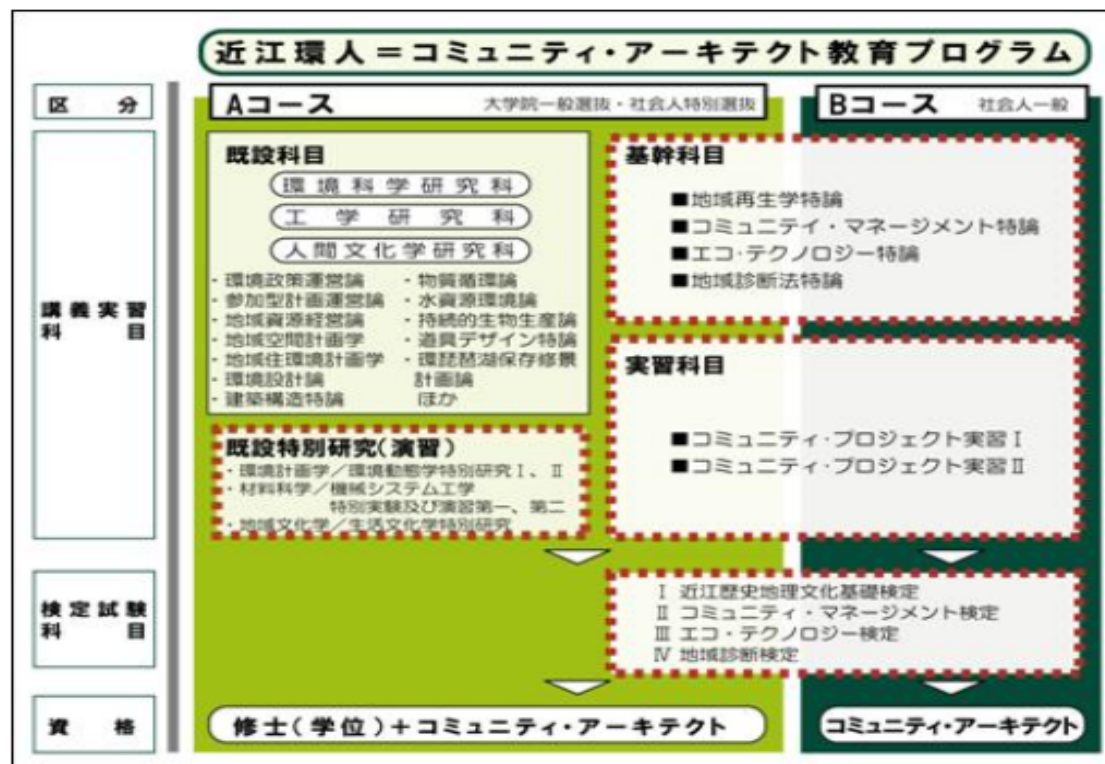 近江環人＝コミュニティ・アーキテクト教育プログラム
区分
Aコース 大学院一般選抜・社会人特別選抜
Bコース 社会人一般
講義実習科目
既設科目
環境科学研究科
工学研究科
人間文化学研究科
・環境政策運営論
・参加型計画運営論
・地域資源経営論
・地域空間計画学
・地域住環境計画学
・環境設計論
・建築構造特論
・物質循環論
・水資源環境論
・持続的生物生産論
・道具デザイン特論
・環琵琶湖保存修景
計画論
ほか
既設特別研究(演習)
・環境計画学／環境動態学特別研究Ⅰ、Ⅱ
・材料科学／機械システム工学
特別実験及び演習第一、第二
・地域文化学／生活文化学特別研究
基幹科目
■地域再生学特論
■コミュニテイ・マネージメント特論
■エコ・テクノロジー特論
■地域診断法特論
実習科目
■コミュニティ・プロジェクト実習Ⅰ
■コミュニティ・プロジェクト実習Ⅱ
検定試験科目
Ⅰ 近江歴史地理文化基礎検定
Ⅱ コミュニティ・マネージメント検定
Ⅲ エコ・テクノロジー検定
Ⅳ 地域診断検定
資格
修士(学位)＋コミュニティ・アーキテクト
コミュニティ・アーキテクト